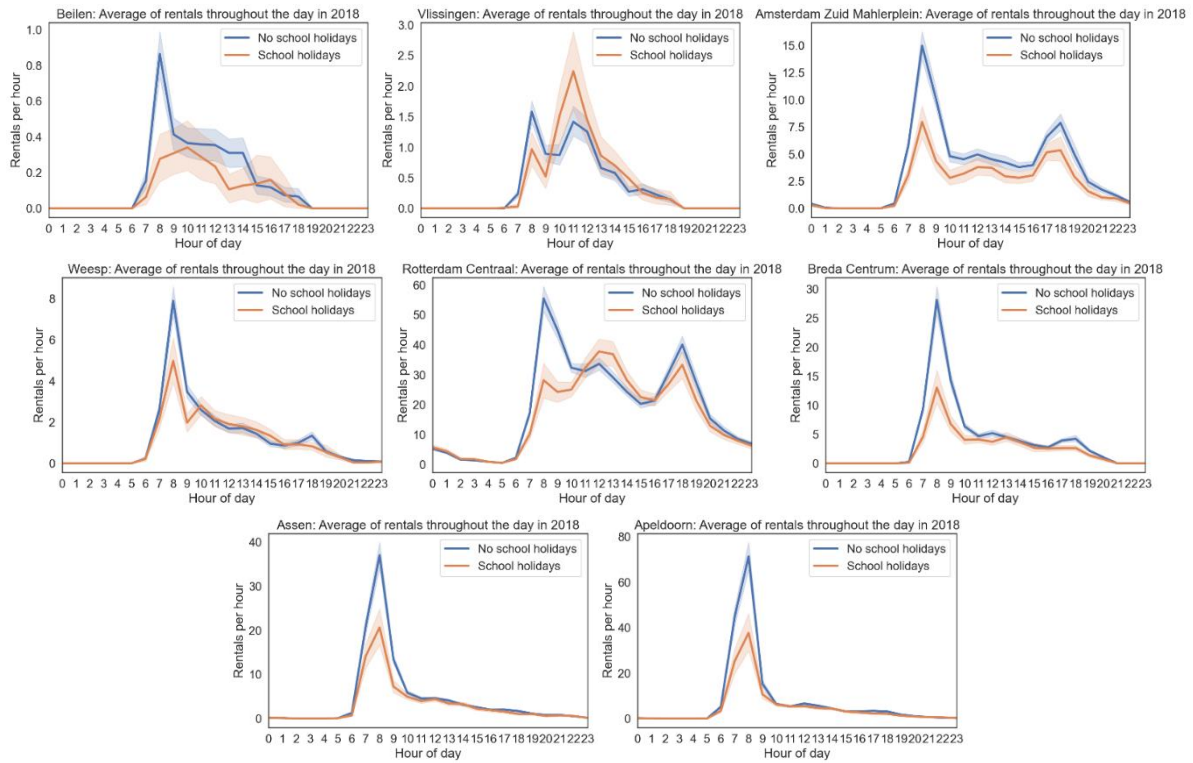 Beilen: Average of rentals throughout the day in 2018
No school holidays
School holidays
Rentals per hour
1.0
0.8
0.6
0.4
0.2
0.0
0 1 2 3 4 5 6 7 8 9 10 11 12 13 14 15 16 17 18 19 20 21 22 23
Hour of day
Vlissingen: Average of rentals throughout the day in 2018
No school holidays
School holidays
Rentals per hour
3.0
2.5
2.0
1.5
1.0
0.5
0.0
0 1 2 3 4 5 6 7 8 9 10 11 12 13 14 15 16 17 18 19 20 21 22 23
Hour of day
Amsterdam Zuid Mahlerplein: Average of rentals throughout the day in 2018
No school holidays
School holidays
Rentals per hour
15.0
12.5
10.0
7.5
5.0
2.5
0.0
0 1 2 3 4 5 6 7 8 9 10 11 12 13 14 15 16 17 18 19 20 21 22 23
Hour of day
Weesp: Average of rentals throughout the day in 2018
No school holidays
School holidays
Rentals per hour
8
6
4
2
0
0 1 2 3 4 5 6 7 8 9 10 11 12 13 14 15 16 17 18 19 20 21 22 23
Hour of day
Rotterdam Centraal: Average of rentals throughout the day in 2018
No school holidays
School holidays
Rentals per hour
60
50
40
30
20
10
0
0 1 2 3 4 5 6 7 8 9 10 11 12 13 14 15 16 17 18 19 20 21 22 23
Hour of day
Breda Centrum: Average of rentals throughout the day in 2018
No school holidays
School holidays
Rentals per hour
30
25
20
15
10
5
0
0 1 2 3 4 5 6 7 8 9 10 11 12 13 14 15 16 17 18 19 20 21 22 23
Hour of day
Assen: Average of rentals throughout the day in 2018
No school holidays
School holidays
Rentals per hour
40
30
20
10
0
0 1 2 3 4 5 6 7 8 9 10 11 12 13 14 15 16 17 18 19 20 21 22 23
Hour of day
Apeldoorn: Average of rentals throughout the day in 2018
No school holidays
School holidays
Rentals per hour
80
60
40
20
0
0 1 2 3 4 5 6 7 8 9 10 11 12 13 14 15 16 17 18 19 20 21 22 23
Hour of day